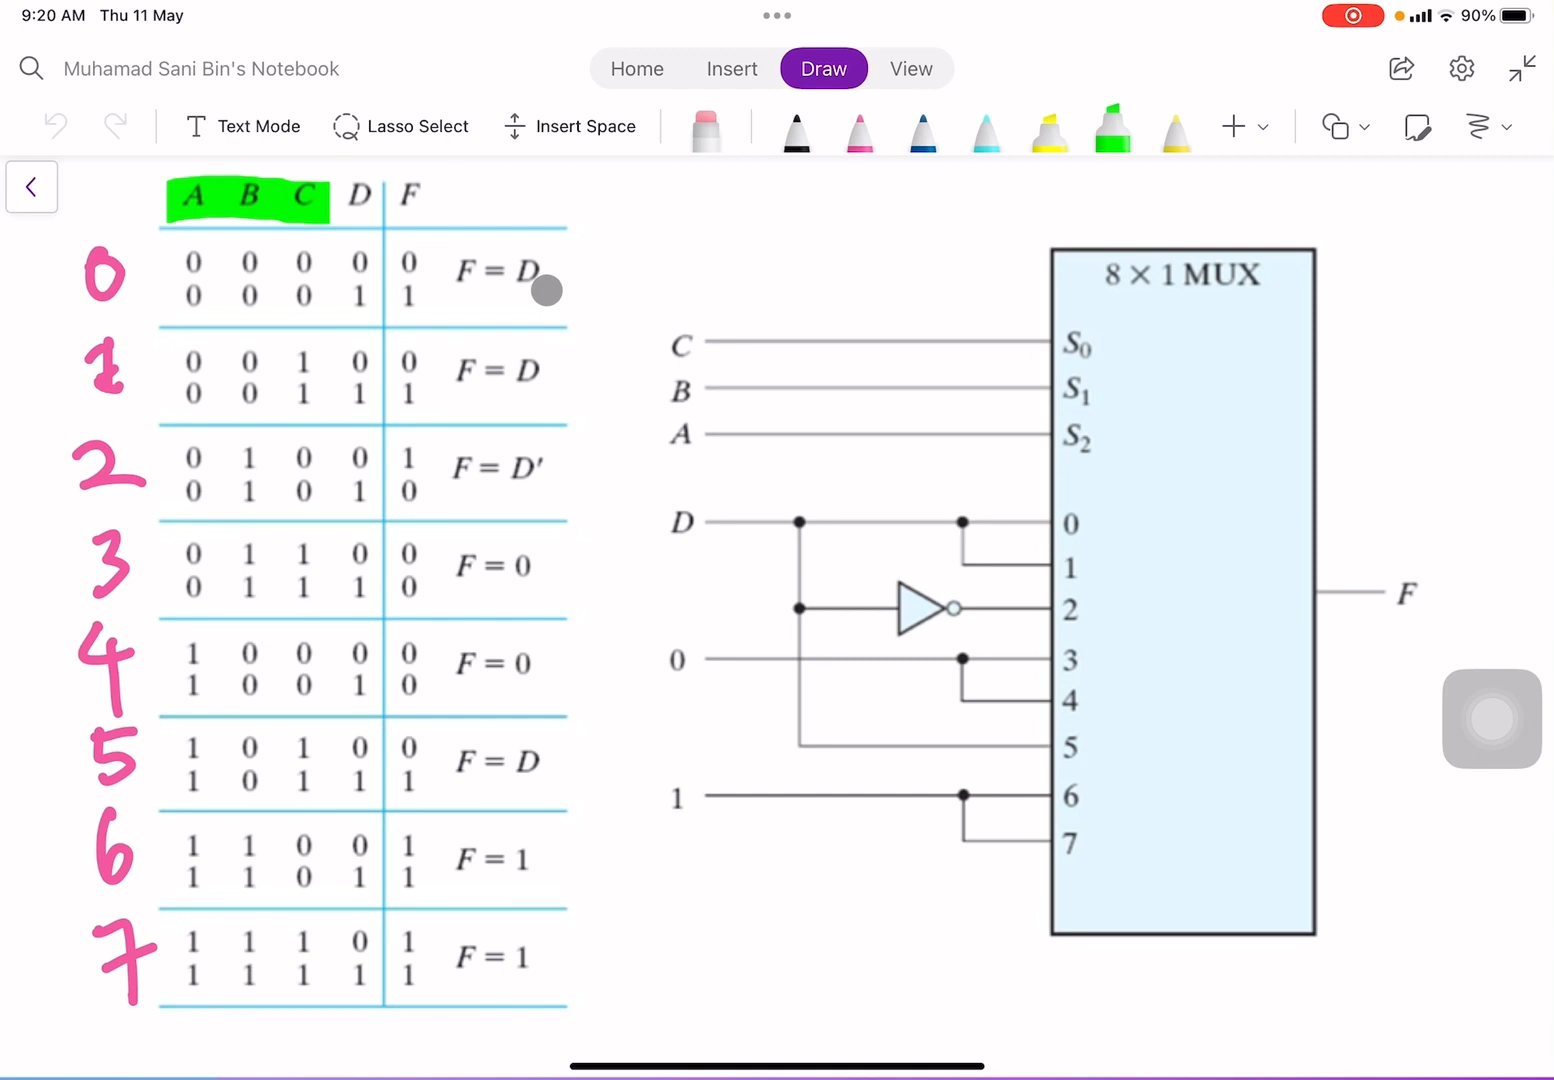 9:20 AM Thu 11 May
90%
Muhamad Sani Bin's Notebook
Home Insert Draw View
Text Mode Lasso Select Insert Space
A B C D F
0
0 0 0 0 0
0 0 0 1 1
F = D
1
0 0 1 0 0
0 0 1 1 1
F = D
2
0 1 0 0 1
0 1 0 1 0
F = D'
3
0 1 1 0 0
0 1 1 1 0
F = 0
4
1 0 0 0 0
1 0 0 1 0
F = 0
5
1 0 1 0 0
1 0 1 1 1
F = D
6
1 1 0 0 1
1 1 0 1 1
F = 1
7
1 1 1 0 1
1 1 1 1 1
F = 1
8 × 1 MUX
C S0
B S1
A S2
D 0
1
2
0 3
4
5
1 6
7
F